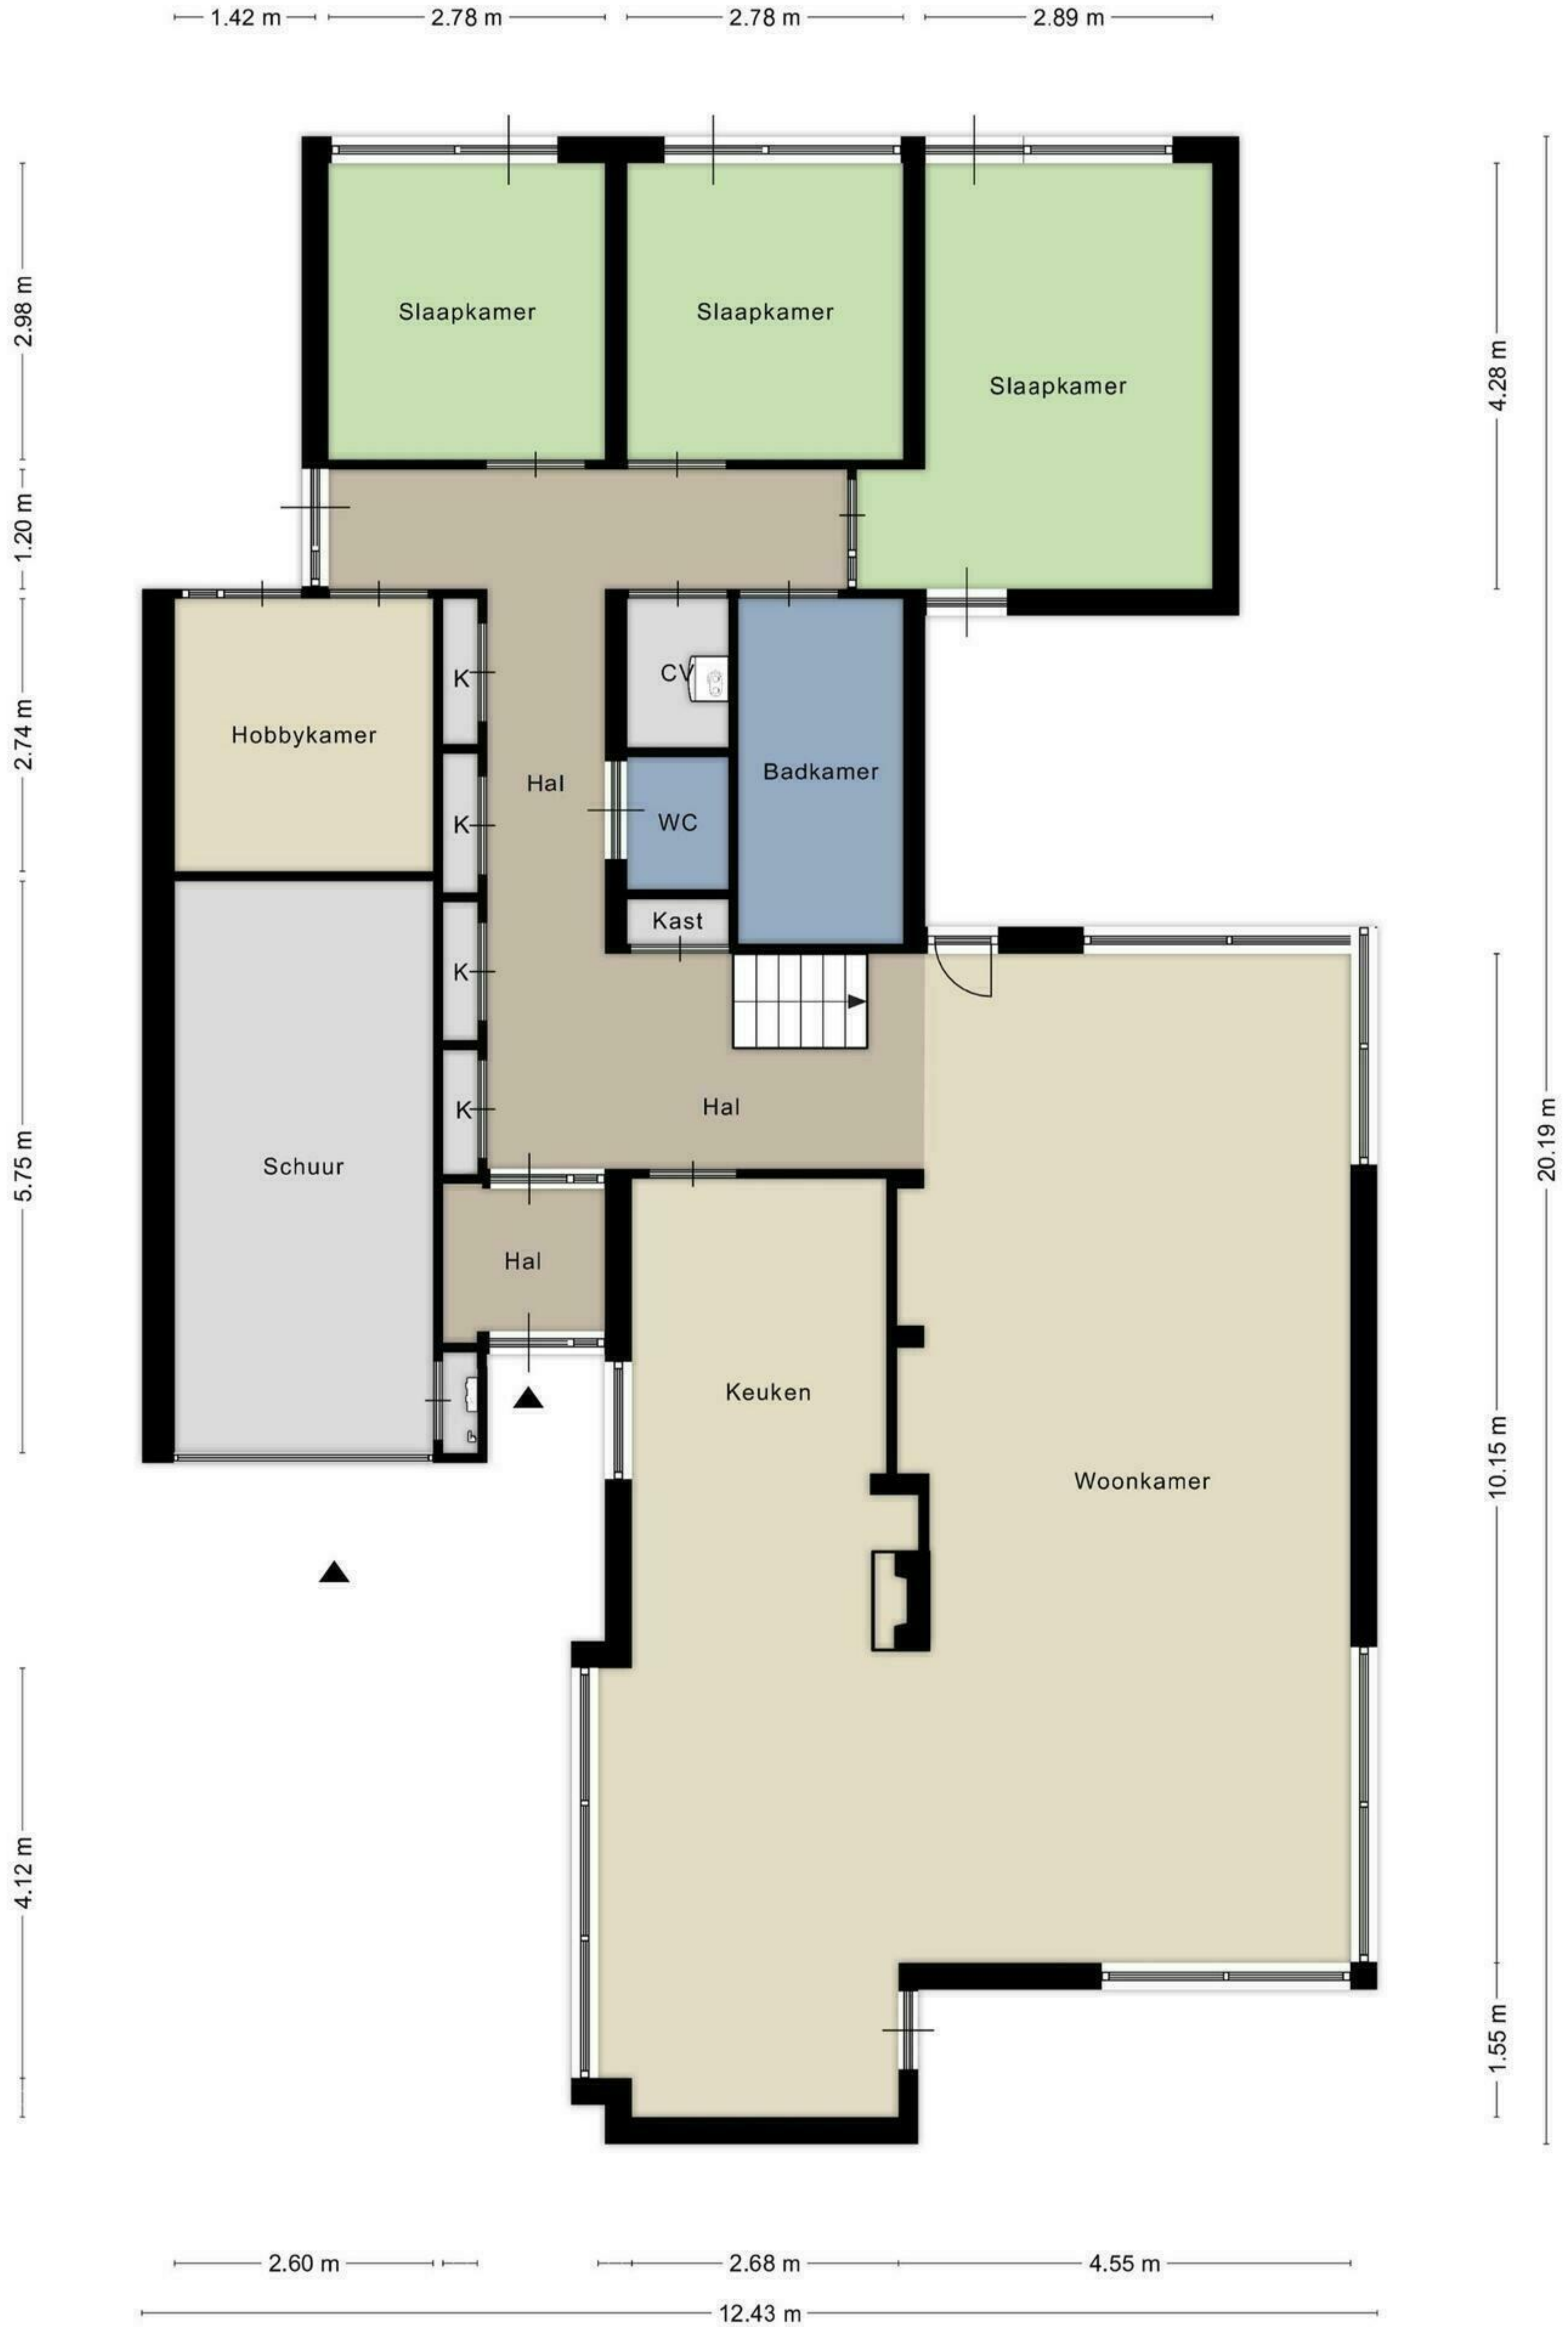 1.42 m
2.78 m
2.78 m
2.89 m
2.98 m
Slaapkamer
Slaapkamer
Slaapkamer
4.28 m
1.20 m
2.74 m
Hobbykamer
K
CV
Hal
Badkamer
K
WC
Kast
K
K
Hal
5.75 m
Schuur
20.19 m
Hal
Keuken
Woonkamer
10.15 m
4.12 m
1.55 m
2.60 m
2.68 m
4.55 m
12.43 m